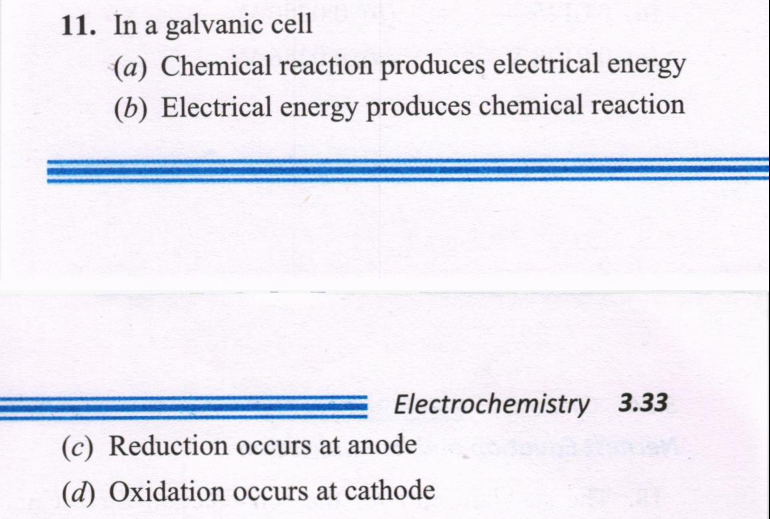 11. In a galvanic cell
(a) Chemical reaction produces electrical energy
(b) Electrical energy produces chemical reaction
Electrochemistry 3.33
(c) Reduction occurs at anode
(d) Oxidation occurs at cathode